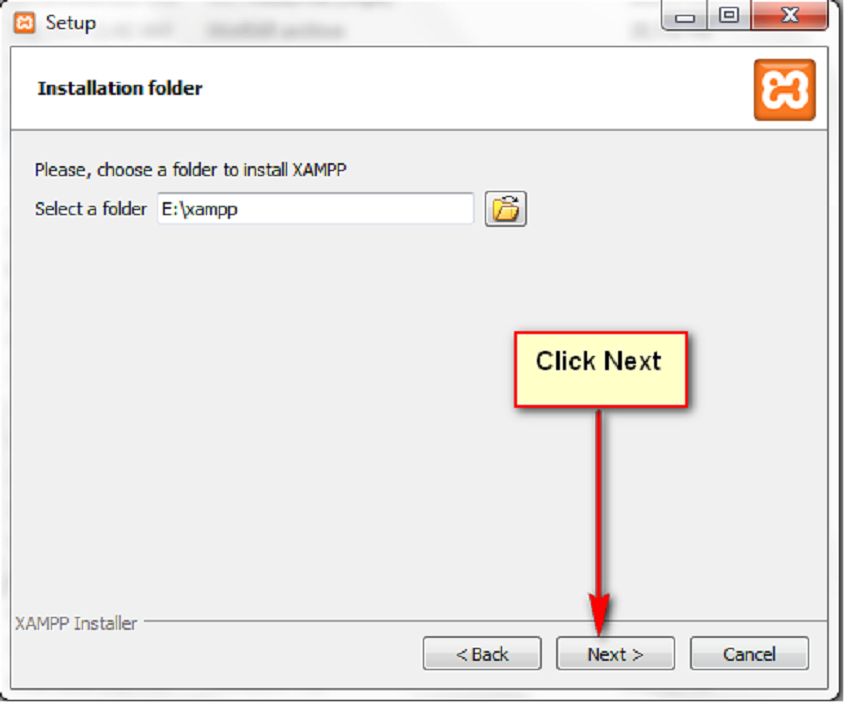 Setup
Installation folder
Please, choose a folder to install XAMPP
Select a folder E:\xampp
Click Next
XAMPP Installer
< Back Next > Cancel